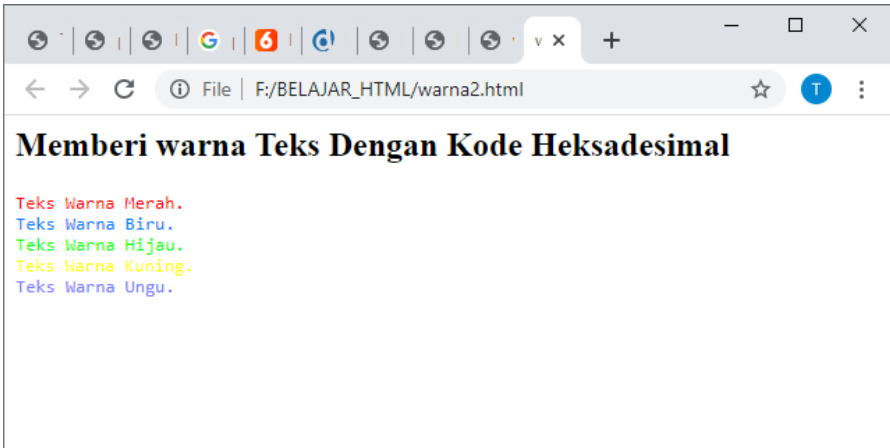 File F:/BELAJAR_HTML/warna2.html
T
Memberi warna Teks Dengan Kode Heksadesimal
Teks Warna Merah.
Teks Warna Biru.
Teks Warna Hijau.
Teks Warna Kuning.
Teks Warna Ungu.